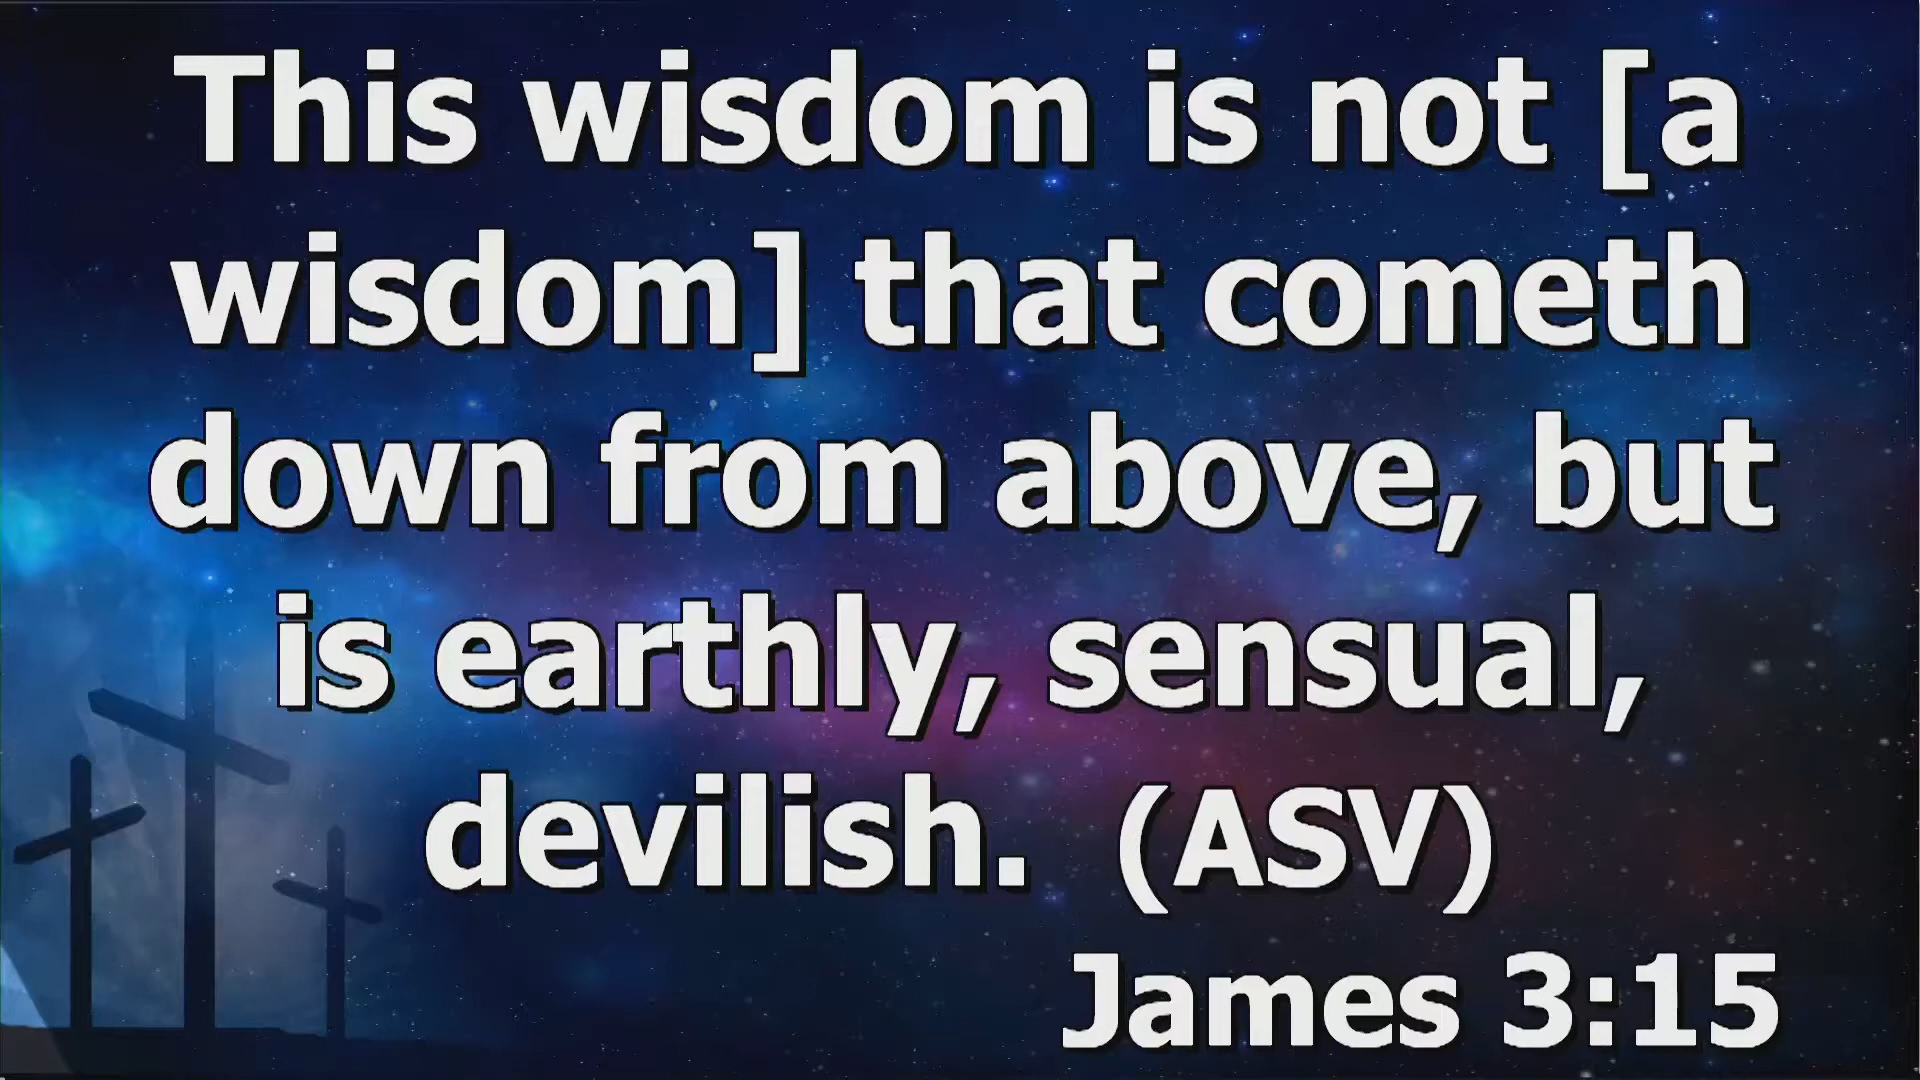 This wisdom is not [a
wisdom] that cometh
down from above, but
is earthly, sensual,
devilish.  (ASV)
James 3:15